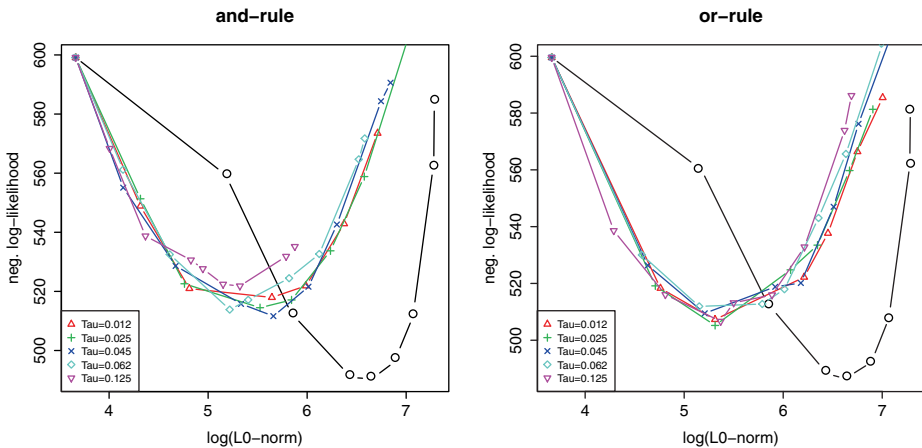 and−rule
neg. log−likelihood
600
580
560
540
520
500
Tau=0.012
Tau=0.025
Tau=0.045
Tau=0.062
Tau=0.125
4 5 6 7
log(L0−norm)
or−rule
neg. log−likelihood
600
580
560
540
520
500
Tau=0.012
Tau=0.025
Tau=0.045
Tau=0.062
Tau=0.125
4 5 6 7
log(L0−norm)